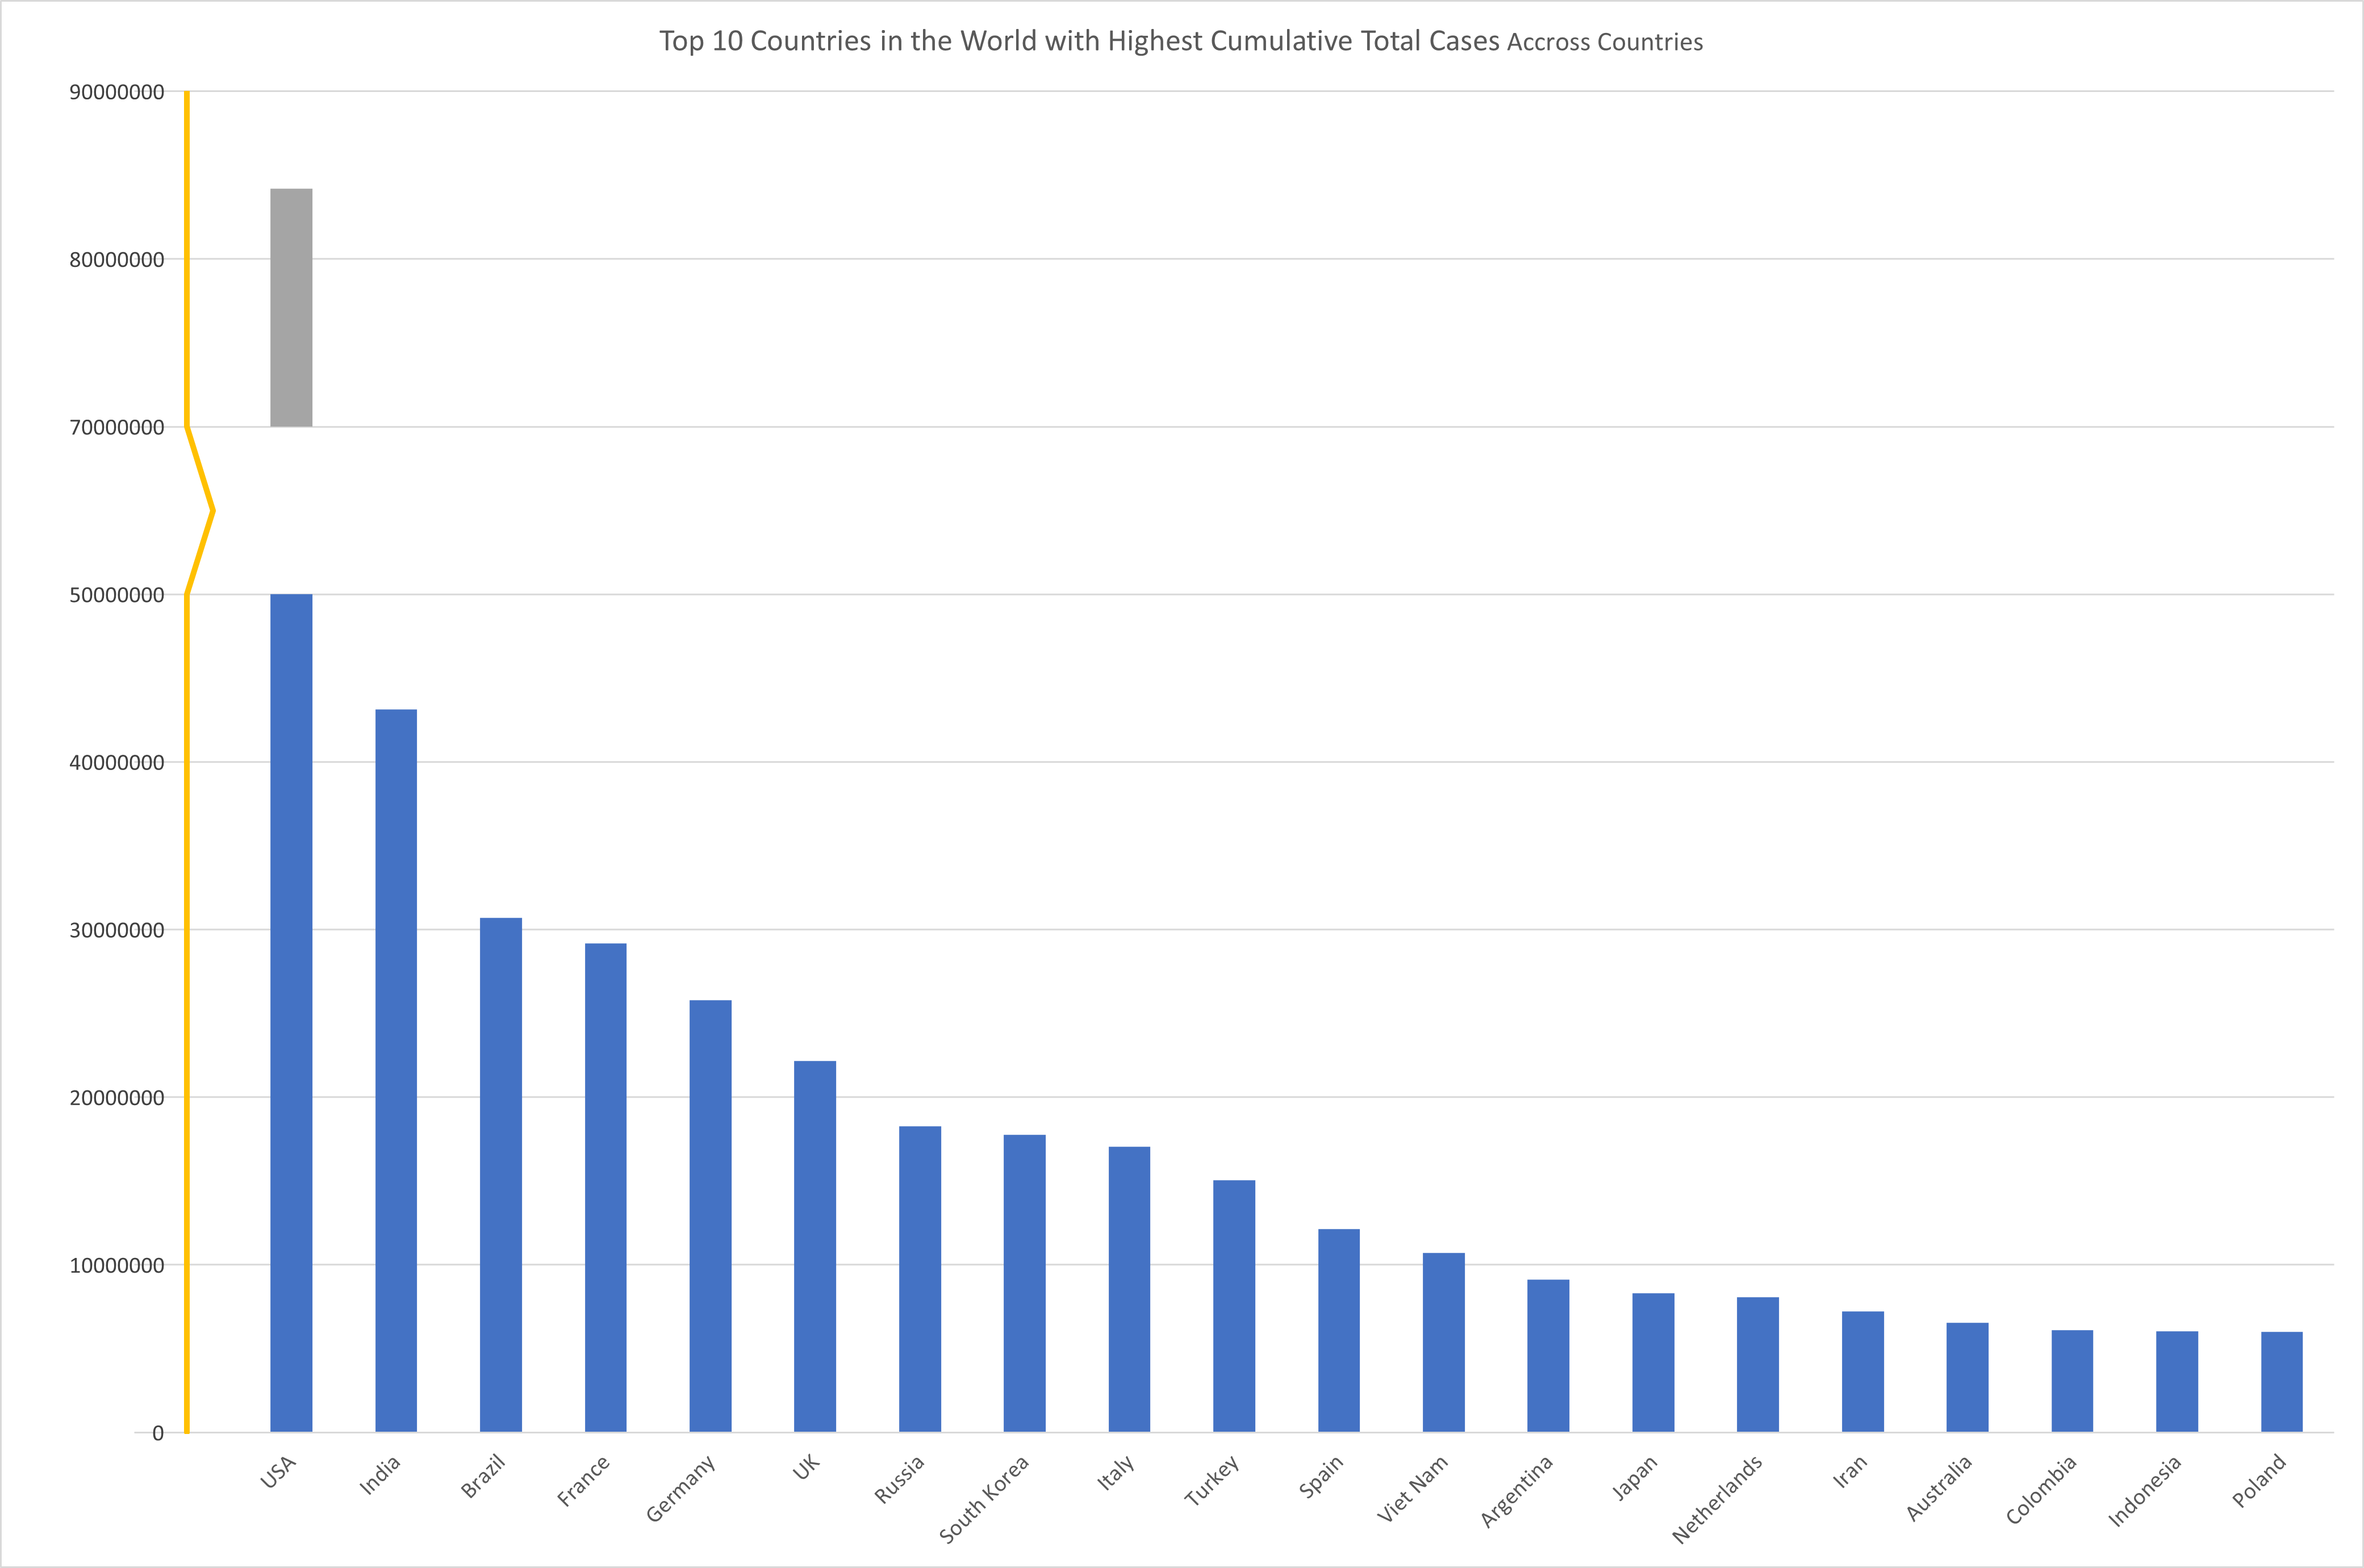 Top 10 Countries in the World with Highest Cumulative Total Cases Accross Countries
90000000
80000000
70000000
50000000
40000000
30000000
20000000
10000000
0
USA
India
Brazil
France
Germany
UK
Russia
South Korea
Italy
Turkey
Spain
Viet Nam
Argentina
Japan
Netherlands
Iran
Australia
Colombia
Indonesia
Poland